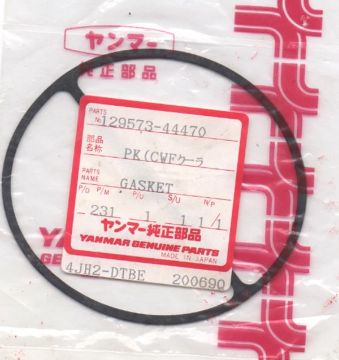 ヤンマー
純正部品
PARTS
No. 129573-44470
部品
名称 PK(CWFクーラ
PARTS
NAME GASKET
P/O P/M P/U S/U N/P
231 1 1 1/1
ヤンマー純正部品
YANMAR GENUINE PARTS
MADE IN JAPAN
4JH2-DTBE 200690
YANMAR
GENUINE